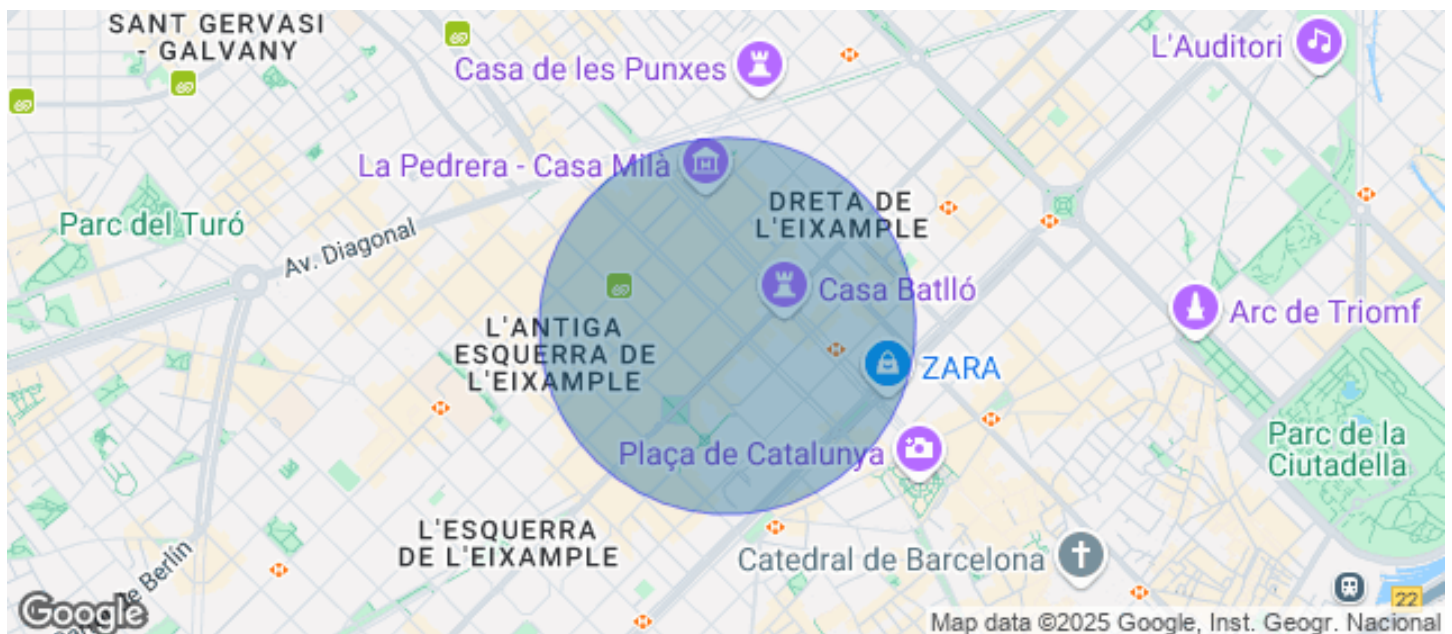 SANT GERVASI
- GALVANY
Casa de les Punxes
L'Auditori
La Pedrera - Casa Milà
DRETA DE
L'EIXAMPLE
Parc del Turó
Av. Diagonal
Casa Batlló
Arc de Triomf
L'ANTIGA
ESQUERRA DE
L'EIXAMPLE
ZARA
Plaça de Catalunya
Parc de la
Ciutadella
L'ESQUERRA
DE L'EIXAMPLE
Catedral de Barcelona
de Berlín
22
Google
Map data ©2025 Google, Inst. Geogr. Nacional